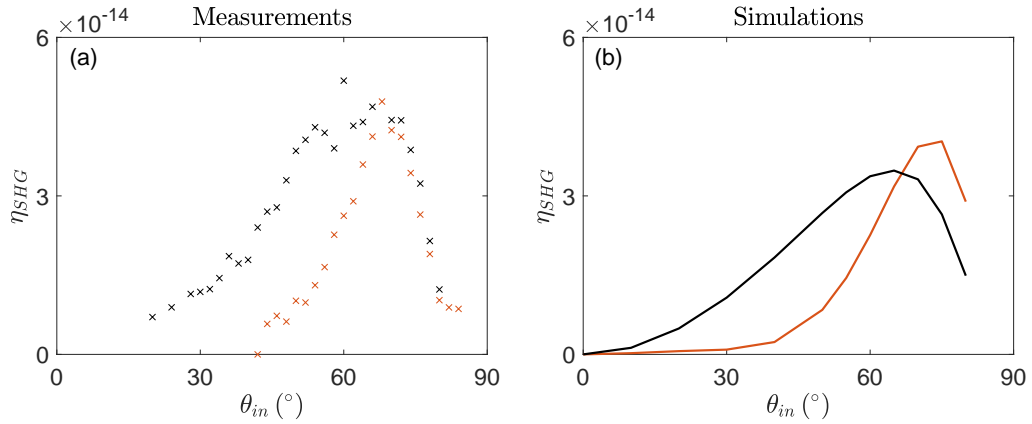 Measurements
×10⁻¹⁴
(a)
6
3
0
η_SHG
0 30 60 90
θ_in (°)
Simulations
×10⁻¹⁴
(b)
6
3
0
η_SHG
0 30 60 90
θ_in (°)